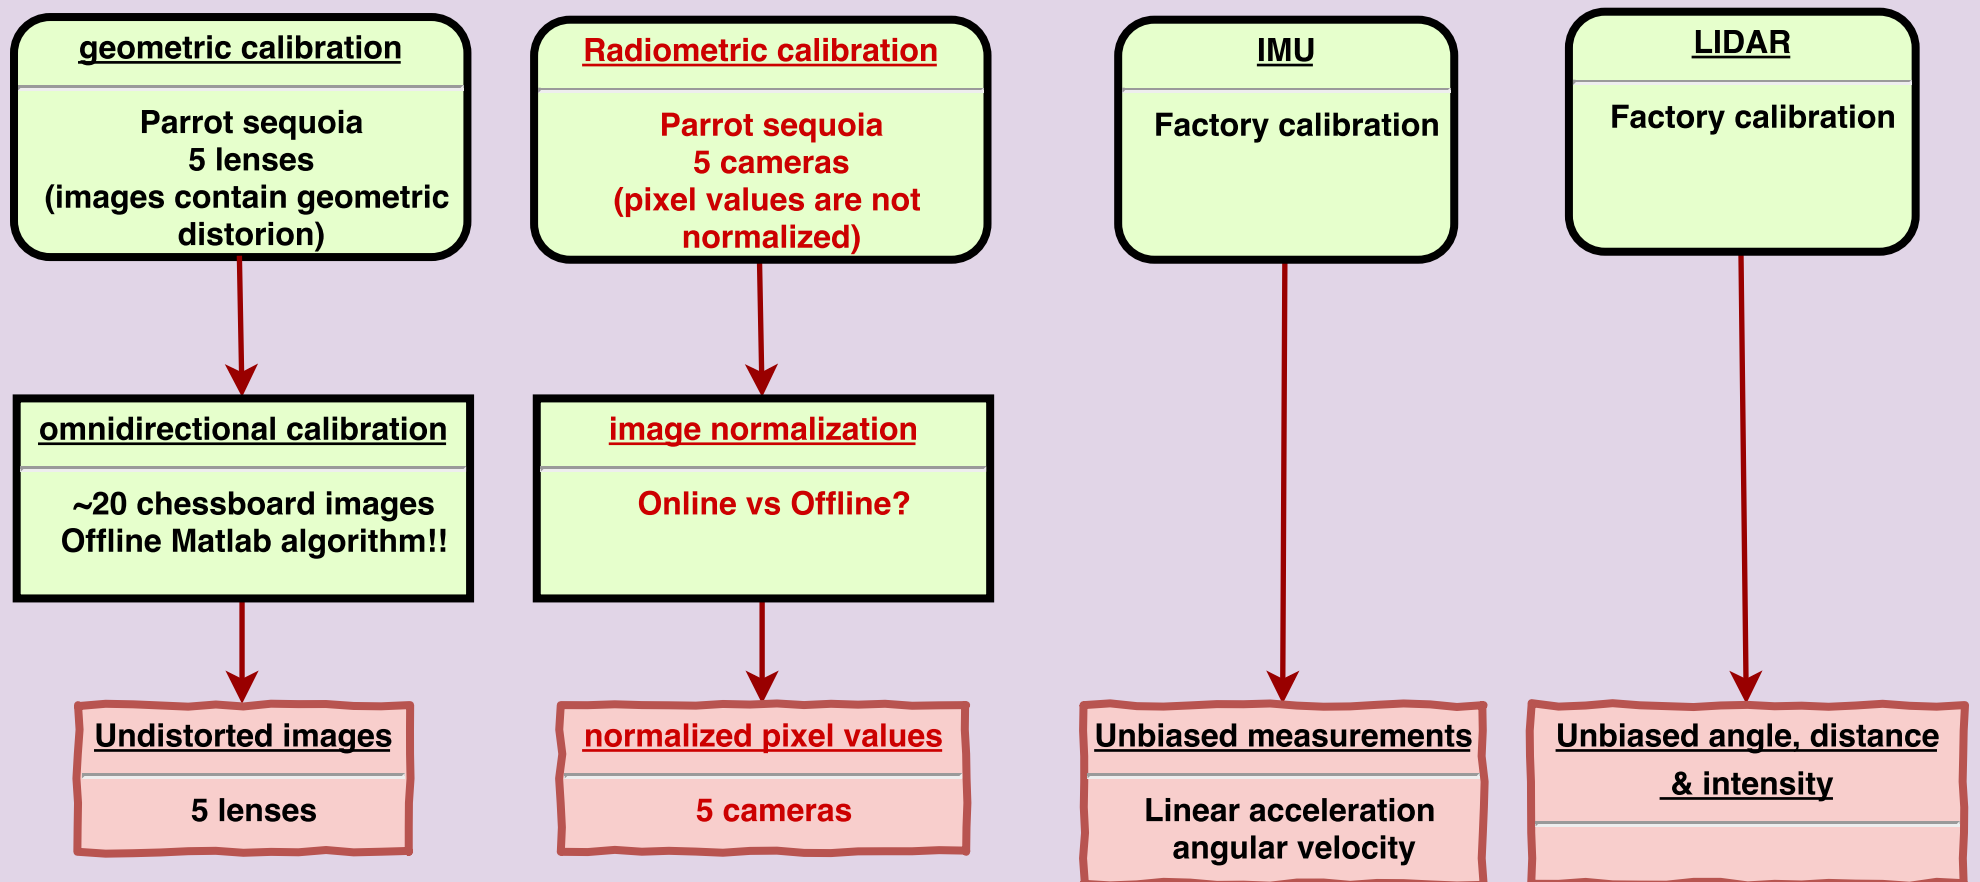 geometric calibration
Parrot sequoia
5 lenses
(images contain geometric
distorion)
Radiometric calibration
Parrot sequoia
5 cameras
(pixel values are not
normalized)
IMU
Factory calibration
LIDAR
Factory calibration
omnidirectional calibration
~20 chessboard images
Offline Matlab algorithm!!
image normalization
Online vs Offline?
Undistorted images
5 lenses
normalized pixel values
5 cameras
Unbiased measurements
Linear acceleration
angular velocity
Unbiased angle, distance
& intensity